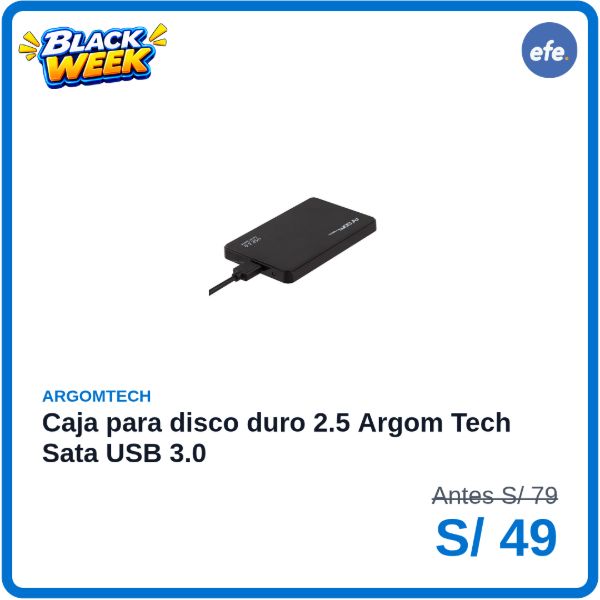 BLACK
WEEK
efe.
ARGOMTECH
Caja para disco duro 2.5 Argom Tech
Sata USB 3.0
Antes S/ 79
S/ 49